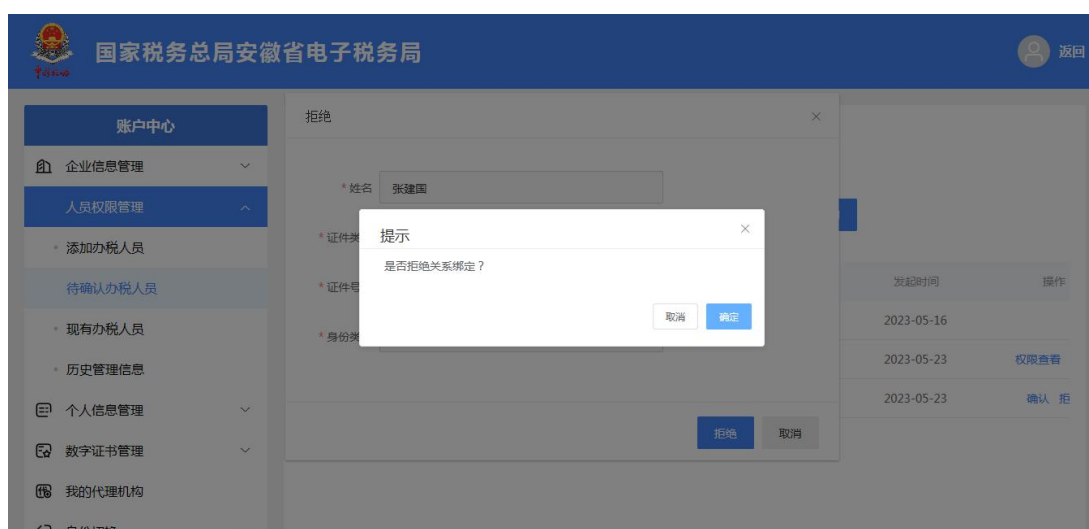 国家税务总局安徽省电子税务局
返回
账户中心
企业信息管理
人员权限管理
添加办税人员
待确认办税人员
现有办税人员
历史管理信息
个人信息管理
数字证书管理
我的代理机构
拒绝
* 姓名 张建国
* 证件类
* 证件号
* 身份类
提示
是否拒绝关系绑定？
取消 确定
拒绝 取消
发起时间 操作
2023-05-16
2023-05-23 权限查看
2023-05-23 确认 拒